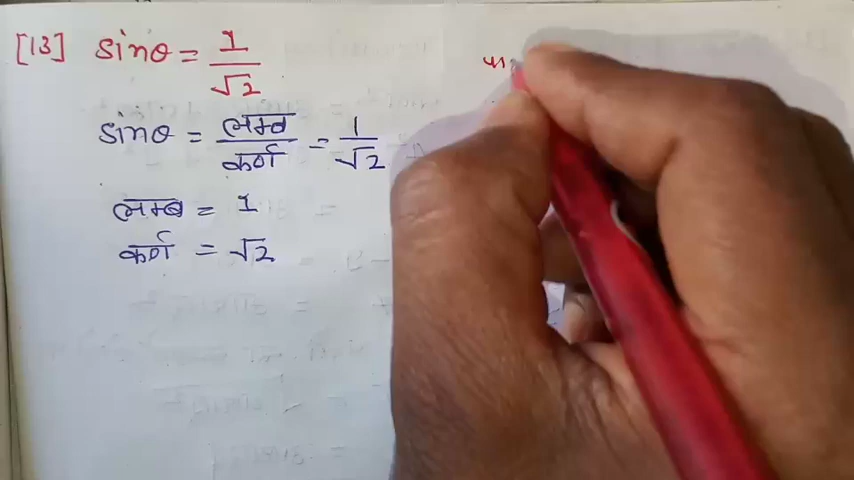 [13] sinθ = 1/√2
sinθ = लम्ब/कर्ण = 1/√2
लम्ब = 1
कर्ण = √2